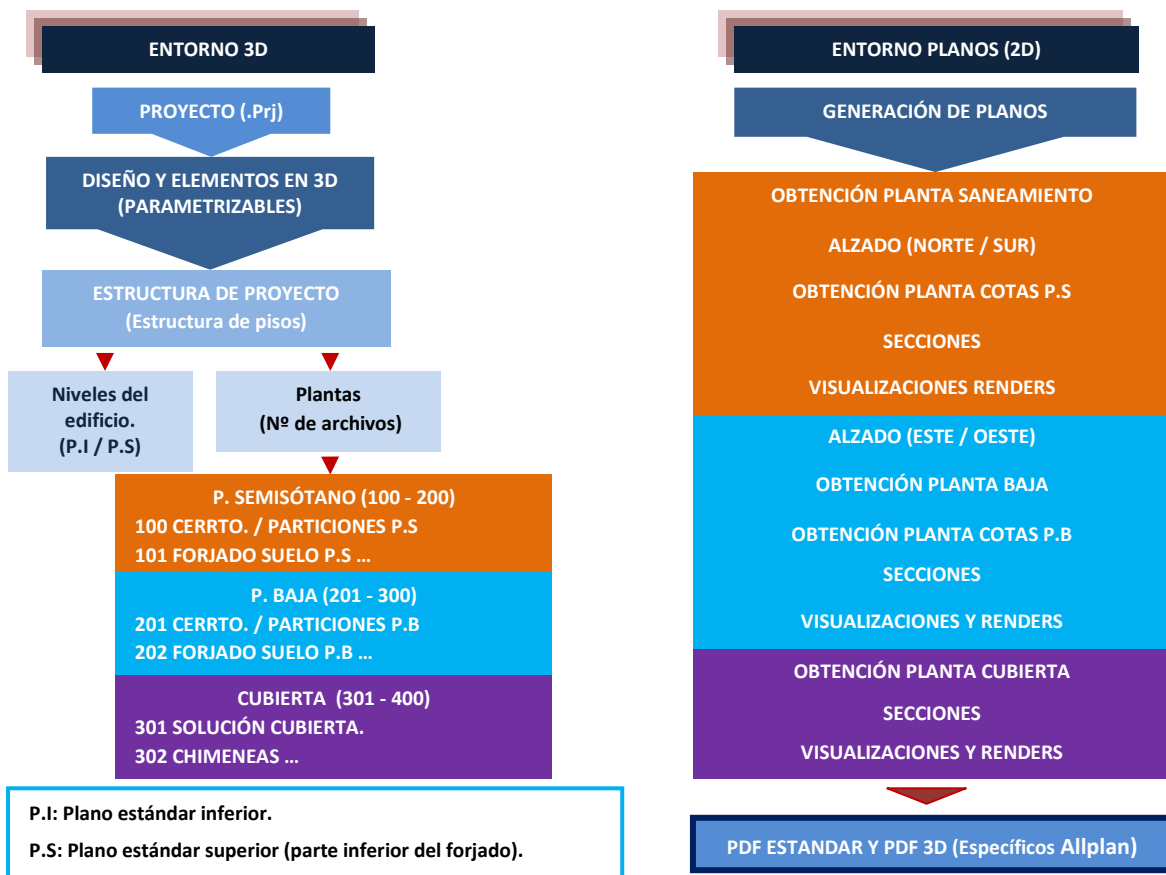 ENTORNO 3D
PROYECTO (.Prj)
DISEÑO Y ELEMENTOS EN 3D
(PARAMETRIZABLES)
ESTRUCTURA DE PROYECTO
(Estructura de pisos)
Niveles del
edificio.
(P.I / P.S)
Plantas
(Nº de archivos)
P. SEMISÓTANO (100 - 200)
100 CERRTO. / PARTICIONES P.S
101 FORJADO SUELO P.S ...
P. BAJA (201 - 300)
201 CERRTO. / PARTICIONES P.B
202 FORJADO SUELO P.B ...
CUBIERTA (301 - 400)
301 SOLUCIÓN CUBIERTA.
302 CHIMENEAS ...
P.I: Plano estándar inferior.
P.S: Plano estándar superior (parte inferior del forjado).
ENTORNO PLANOS (2D)
GENERACIÓN DE PLANOS
OBTENCIÓN PLANTA SANEAMIENTO
ALZADO (NORTE / SUR)
OBTENCIÓN PLANTA COTAS P.S
SECCIONES
VISUALIZACIONES RENDERS
ALZADO (ESTE / OESTE)
OBTENCIÓN PLANTA BAJA
OBTENCIÓN PLANTA COTAS P.B
SECCIONES
VISUALIZACIONES Y RENDERS
OBTENCIÓN PLANTA CUBIERTA
SECCIONES
VISUALIZACIONES Y RENDERS
PDF ESTANDAR Y PDF 3D (Específicos Allplan)